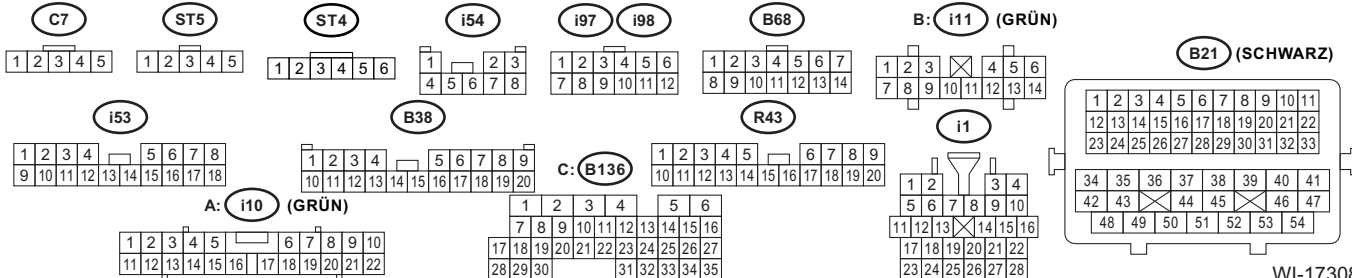 C7 ST5 ST4 i54 i97 i98 B68 B: i11 (GRÜN) B21 (SCHWARZ)
1 2 3 4 5
1 2 3 4 5
1 2 3 4 5 6
1 2 3
4 5 6 7 8
1 2 3 4 5 6
7 8 9 10 11 12
1 2 3 4 5 6 7
8 9 10 11 12 13 14
1 2 3 4 5 6
7 8 9 10 11 12 13 14
1 2 3 4 5 6 7 8 9 10 11
12 13 14 15 16 17 18 19 20 21 22
23 24 25 26 27 28 29 30 31 32 33
34 35 36 37 38 39 40 41
42 43 44 45 46 47
48 49 50 51 52 53 54
i53
1 2 3 4 5 6 7 8
9 10 11 12 13 14 15 16 17 18
B38
1 2 3 4 5 6 7 8 9
10 11 12 13 14 15 16 17 18 19 20
R43
1 2 3 4 5 6 7 8 9
10 11 12 13 14 15 16 17 18 19 20
i1
1 2 3 4
5 6 7 8 9 10
11 12 13 14 15 16
17 18 19 20 21 22
23 24 25 26 27 28
A: i10 (GRÜN)
1 2 3 4 5 6 7 8 9 10
11 12 13 14 15 16 17 18 19 20 21 22
C: B136
1 2 3 4 5 6
7 8 9 10 11 12 13 14 15 16
17 18 19 20 21 22 23 24 25 26 27
28 29 30 31 32 33 34 35
WI-17308